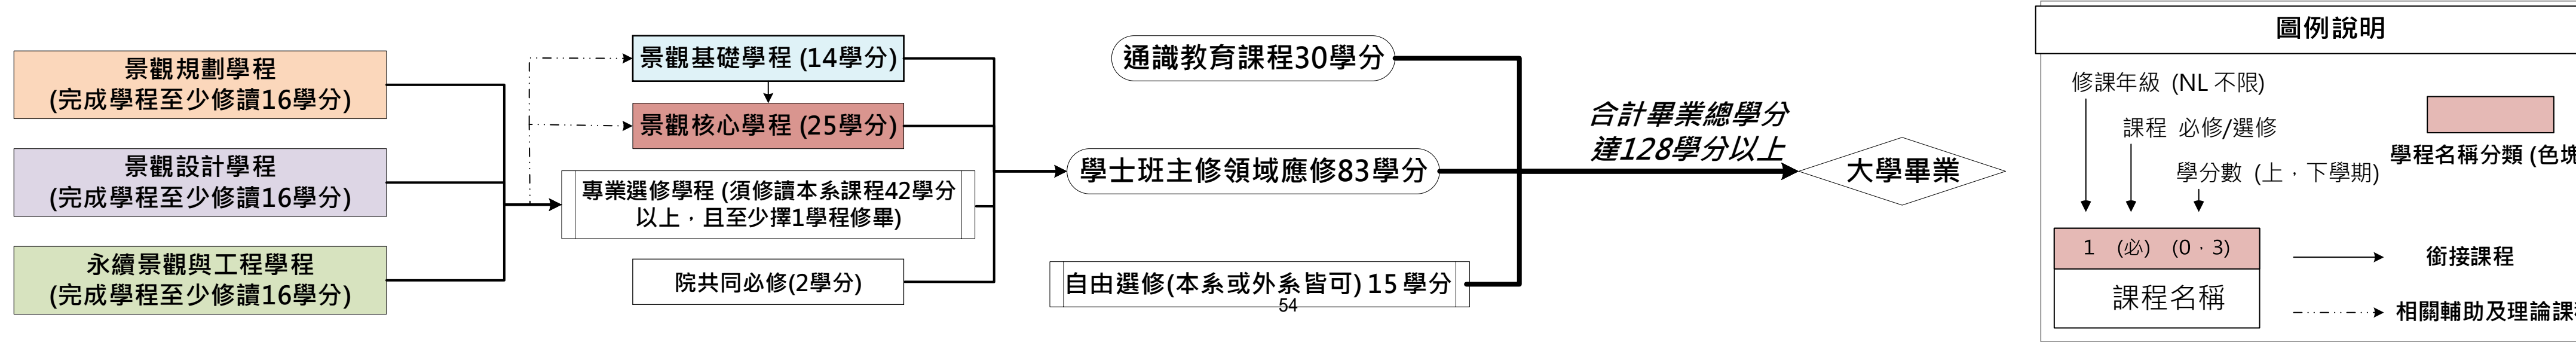 景觀規劃學程
(完成學程至少修讀16學分)
景觀設計學程
(完成學程至少修讀16學分)
永續景觀與工程學程
(完成學程至少修讀16學分)
景觀基礎學程 (14學分)
景觀核心學程 (25學分)
專業選修學程 (須修讀本系課程42學分
以上，且至少擇1學程修畢)
院共同必修(2學分)
通識教育課程30學分
學士班主修領域應修83學分
自由選修(本系或外系皆可) 15 學分
54
合計畢業總學分
達128學分以上
大學畢業
圖例說明
修課年級 (NL 不限)
課程 必修/選修
學分數 (上，下學期)
1 (必) (0，3)
課程名稱
學程名稱分類 (色塊
銜接課程
相關輔助及理論課